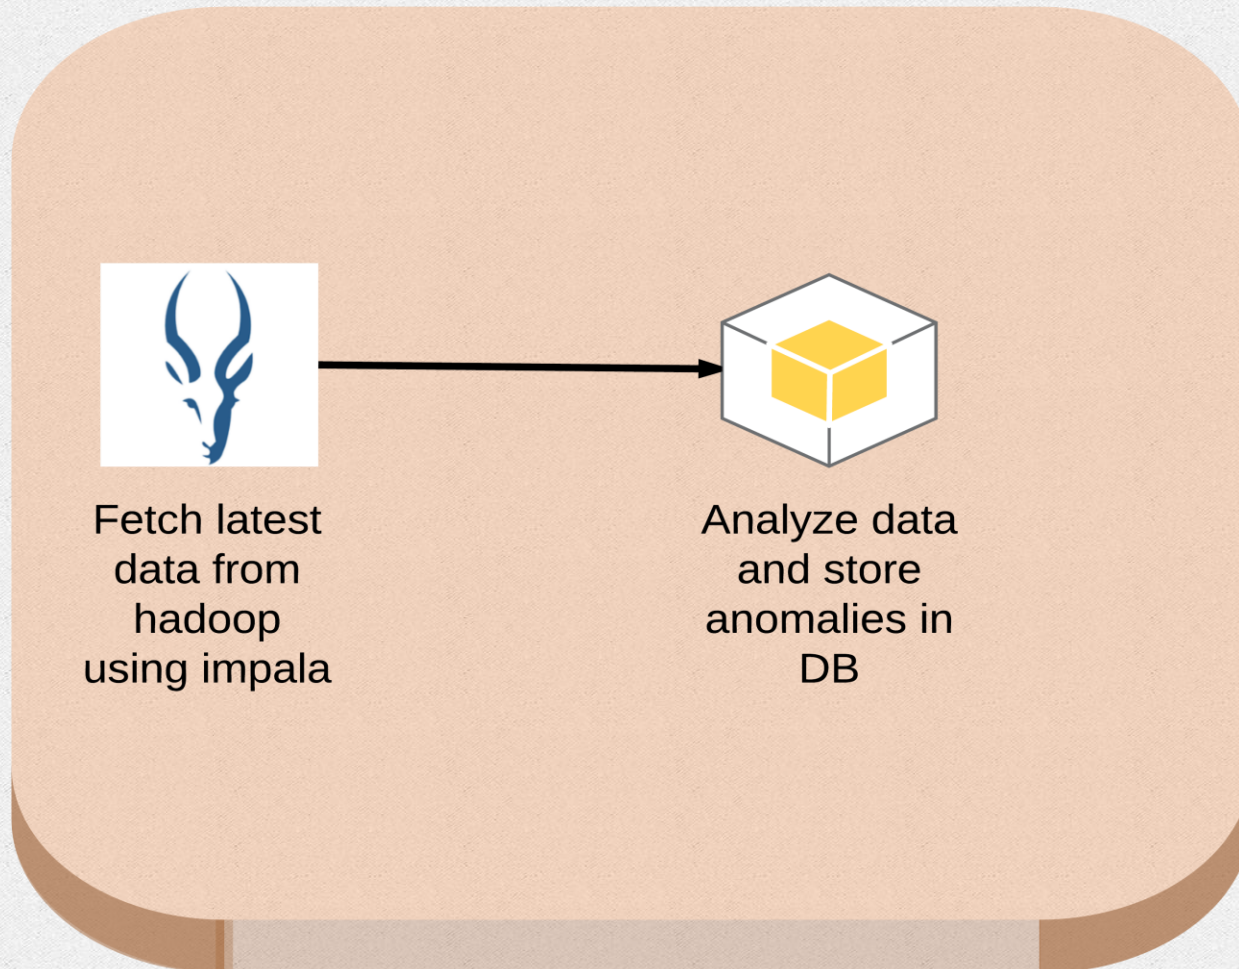 Fetch latest
data from
hadoop
using impala
Analyze data
and store
anomalies in
DB